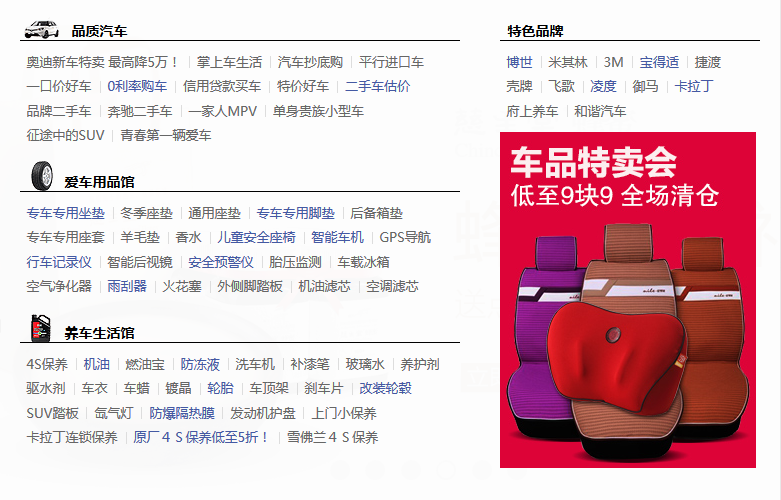 品质汽车
奥迪新车特卖 最高降5万！ 掌上车生活 汽车抄底购 平行进口车
一口价好车 0利率购车 信用贷款买车 特价好车 二手车估价
品牌二手车 奔驰二手车 一家人MPV 单身贵族小型车
征途中的SUV 青春第一辆爱车
爱车用品馆
专车专用坐垫 冬季座垫 通用座垫 专车专用脚垫 后备箱垫
专车专用座套 羊毛垫 香水 儿童安全座椅 智能车机 GPS导航
行车记录仪 智能后视镜 安全预警仪 胎压监测 车载冰箱
空气净化器 雨刮器 火花塞 外侧脚踏板 机油滤芯 空调滤芯
养车生活馆
4S保养 机油 燃油宝 防冻液 洗车机 补漆笔 玻璃水 养护剂
驱水剂 车衣 车蜡 镀晶 轮胎 车顶架 刹车片 改装轮毂
SUV踏板 氙气灯 防爆隔热膜 发动机护盘 上门小保养
卡拉丁连锁保养 原厂４Ｓ保养低至5折！ 雪佛兰４Ｓ保养
特色品牌
博世 米其林 3M 宝得适 捷渡
壳牌 飞歌 凌度 御马 卡拉丁
府上养车 和谐汽车
车品特卖会
低至9块9 全场清仓